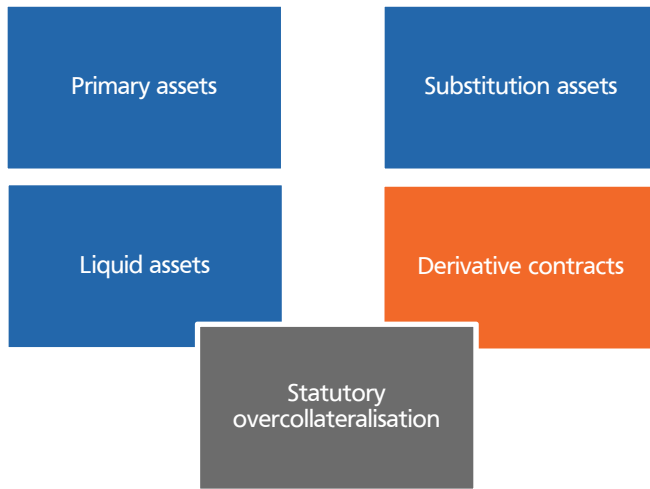 Primary assets
Substitution assets
Liquid assets
Derivative contracts
Statutory
overcollateralisation